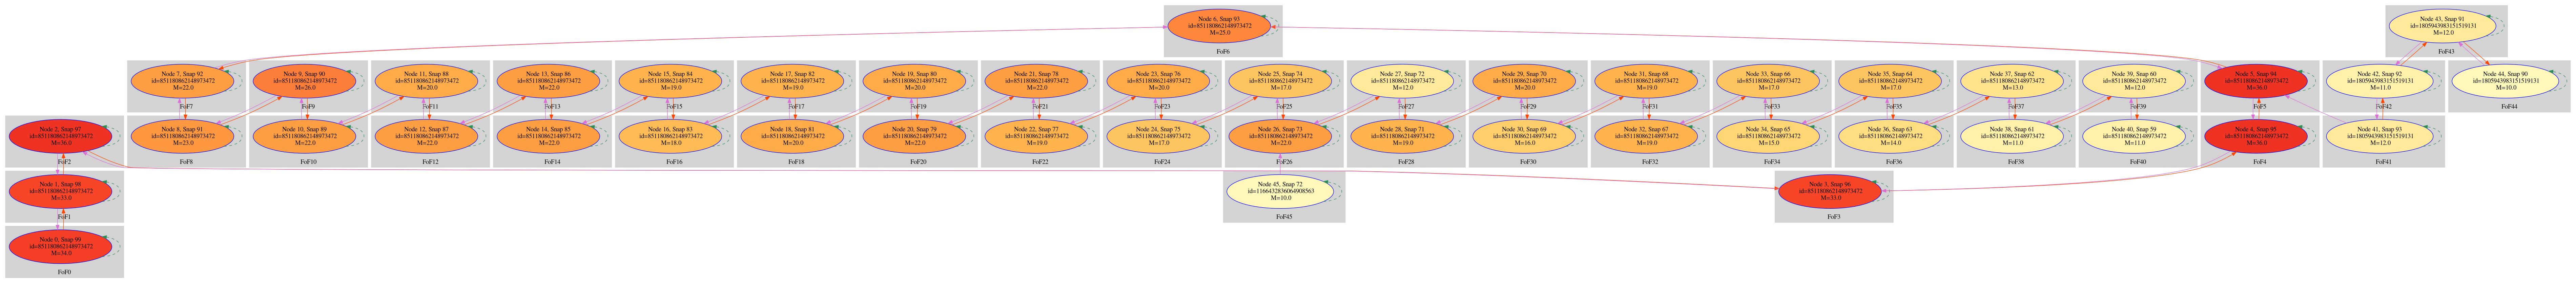 Node 6, Snap 93
id=851180862148973472
M=25.0
FoF6
Node 43, Snap 91
id=1805943983151519131
M=12.0
FoF43
Node 7, Snap 92
id=851180862148973472
M=22.0
FoF7
Node 9, Snap 90
id=851180862148973472
M=26.0
FoF9
Node 11, Snap 88
id=851180862148973472
M=20.0
FoF11
Node 13, Snap 86
id=851180862148973472
M=22.0
FoF13
Node 15, Snap 84
id=851180862148973472
M=19.0
FoF15
Node 17, Snap 82
id=851180862148973472
M=19.0
FoF17
Node 19, Snap 80
id=851180862148973472
M=20.0
FoF19
Node 21, Snap 78
id=851180862148973472
M=22.0
FoF21
Node 23, Snap 76
id=851180862148973472
M=20.0
FoF23
Node 25, Snap 74
id=851180862148973472
M=17.0
FoF25
Node 27, Snap 72
id=851180862148973472
M=12.0
FoF27
Node 29, Snap 70
id=851180862148973472
M=20.0
FoF29
Node 31, Snap 68
id=851180862148973472
M=19.0
FoF31
Node 33, Snap 66
id=851180862148973472
M=17.0
FoF33
Node 35, Snap 64
id=851180862148973472
M=17.0
FoF35
Node 37, Snap 62
id=851180862148973472
M=13.0
FoF37
Node 39, Snap 60
id=851180862148973472
M=12.0
FoF39
Node 5, Snap 94
id=851180862148973472
M=36.0
FoF5
Node 42, Snap 92
id=1805943983151519131
M=11.0
FoF42
Node 44, Snap 90
id=1805943983151519131
M=10.0
FoF44
Node 2, Snap 97
id=851180862148973472
M=36.0
FoF2
Node 8, Snap 91
id=851180862148973472
M=23.0
FoF8
Node 10, Snap 89
id=851180862148973472
M=22.0
FoF10
Node 12, Snap 87
id=851180862148973472
M=22.0
FoF12
Node 14, Snap 85
id=851180862148973472
M=22.0
FoF14
Node 16, Snap 83
id=851180862148973472
M=18.0
FoF16
Node 18, Snap 81
id=851180862148973472
M=20.0
FoF18
Node 20, Snap 79
id=851180862148973472
M=22.0
FoF20
Node 22, Snap 77
id=851180862148973472
M=19.0
FoF22
Node 24, Snap 75
id=851180862148973472
M=17.0
FoF24
Node 26, Snap 73
id=851180862148973472
M=22.0
FoF26
Node 28, Snap 71
id=851180862148973472
M=19.0
FoF28
Node 30, Snap 69
id=851180862148973472
M=16.0
FoF30
Node 32, Snap 67
id=851180862148973472
M=19.0
FoF32
Node 34, Snap 65
id=851180862148973472
M=15.0
FoF34
Node 36, Snap 63
id=851180862148973472
M=14.0
FoF36
Node 38, Snap 61
id=851180862148973472
M=11.0
FoF38
Node 40, Snap 59
id=851180862148973472
M=11.0
FoF40
Node 4, Snap 95
id=851180862148973472
M=36.0
FoF4
Node 41, Snap 93
id=1805943983151519131
M=12.0
FoF41
Node 1, Snap 98
id=851180862148973472
M=33.0
FoF1
Node 45, Snap 72
id=1166432836064908563
M=10.0
FoF45
Node 3, Snap 96
id=851180862148973472
M=33.0
FoF3
Node 0, Snap 99
id=851180862148973472
M=34.0
FoF0